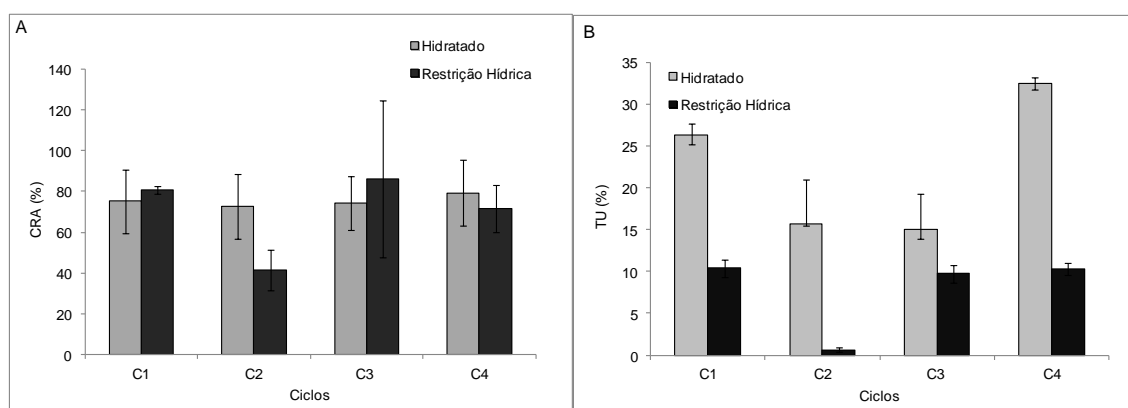 A
Hidratado
Restrição Hídrica
140
120
100
80
60
40
20
0
CRA (%)
C1 C2 C3 C4
Ciclos
B
Hidratado
Restrição Hídrica
35
30
25
20
15
10
5
0
TU (%)
C1 C2 C3 C4
Ciclos